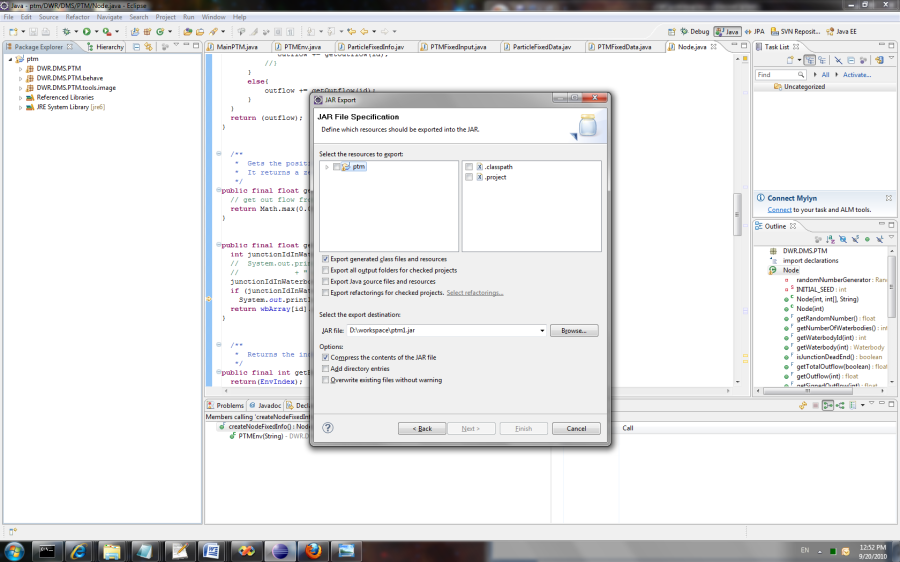 Java - ptm/DWR/DMS/PTM/Node.java - Eclipse
File Edit Source Refactor Navigate Search Project Run Window Help
Debug Java JPA SVN Reposit... Java EE
Package Explorer Hierarchy
ptm
DWR.DMS.PTM
DWR.DMS.PTM.behave
DWR.DMS.PTM.tools.image
Referenced Libraries
JRE System Library [jre6]
MainPTM.java PTMEnv.java ParticleFixedInfo.jav PTMFixedInput.java ParticleFixedData.jav PTMFixedData.java Node.java
//}
}
else{
outflow += getOutflow(id);
}
}
return (outflow);
}
/**
* Gets the positi
* It returns a ze
*/
public final float ge
// get out flow fro
return Math.max(0.0
}
public final float ge
int junctionIdInWate
// System.out.prin
// + "
junctionIdInWaterbo
if (junctionIdInWat
System.out.printl
return wbArray[id].
}
/**
* Returns the ind
*/
public final int getE
return(EnvIndex);
JAR Export
JAR File Specification
Define which resources should be exported into the JAR.
Select the resources to export:
ptm
.classpath
.project
Export generated class files and resources
Export all output folders for checked projects
Export Java source files and resources
Export refactorings for checked projects. Select refactorings...
Select the export destination:
JAR file: D:\workspace\ptm1.jar Browse...
Options:
Compress the contents of the JAR file
Add directory entries
Overwrite existing files without warning
< Back Next > Finish Cancel
Task List
Find All Activate...
Uncategorized
Connect Mylyn
Connect to your task and ALM tools.
Outline
DWR.DMS.PTM
import declarations
Node
randomNumberGenerator : Rand
INITIAL_SEED : int
Node(int, int[], String)
Node(int)
getRandomNumber() : float
getNumberOfWaterbodies() : int
getWaterbodyId(int) : int
getWaterbody(int) : Waterbody
isJunctionDeadEnd() : boolean
getTotalOutflow(boolean) : float
getOutflow(int) : float
getSignedOutflow(int) : float
Problems Javadoc Decla
Members calling 'createNodeFixedInf
createNodeFixedInfo() : Node
PTMEnv(String) - DWR.D
Call
EN
12:52 PM
9/20/2010